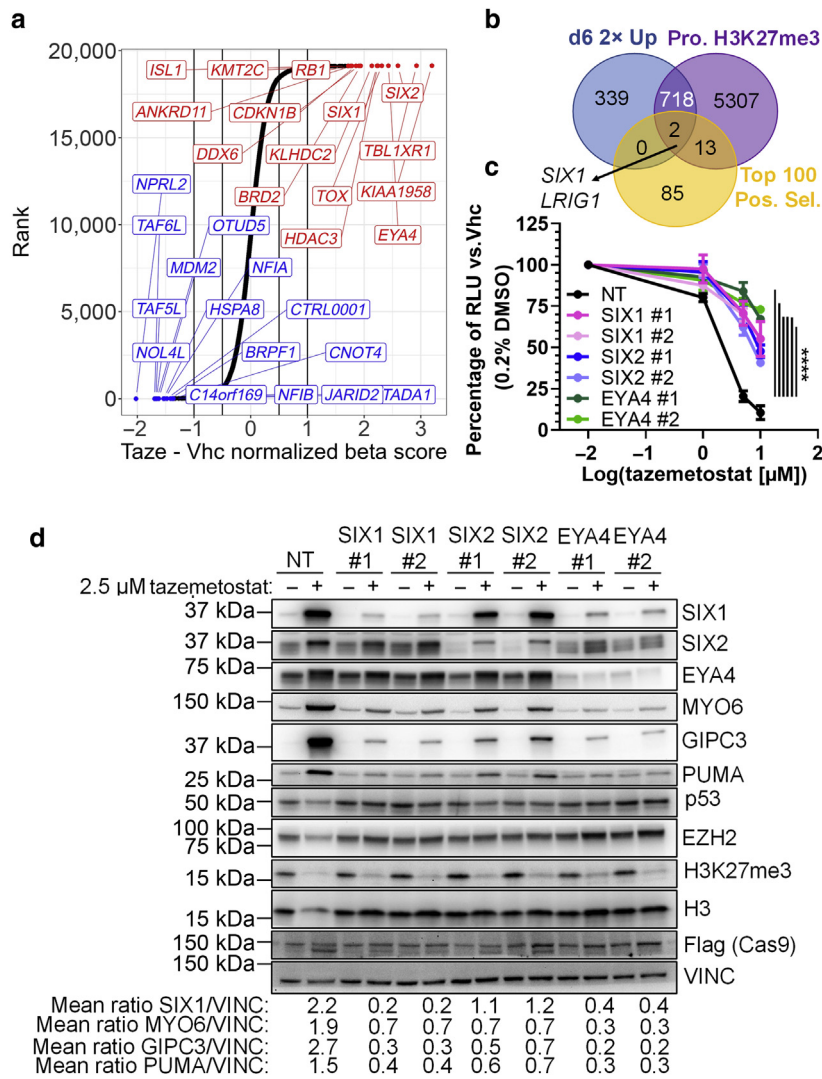 a
20,000
15,000
10,000
5,000
0
Rank
ISL1 KMT2C RB1
SIX2
ANKRD11 CDKN1B SIX1
DDX6 KLHDC2 TBL1XR1
NPRL2
BRD2 TOX KIAA1958
TAF6L OTUD5
HDAC3 EYA4
MDM2 NFIA
TAF5L HSPA8 CTRL0001
NOL4L BRPF1 CNOT4
C14orf169 NFIB JARID2 TADA1
−2 −1 0 1 2 3
Taze - Vhc normalized beta score
b
d6 2× Up Pro. H3K27me3
339 718 5307
2
0 13
SIX1
LRIG1
85
Top 100
Pos. Sel.
c
Percentage of RLU vs.Vhc
(0.2% DMSO)
125
100
75
50
25
0
NT
SIX1 #1
SIX1 #2
SIX2 #1
SIX2 #2
EYA4 #1
EYA4 #2
****
−2 −1 0 1 2
Log(tazemetostat [µM])
d
NT SIX1 #1 SIX1 #2 SIX2 #1 SIX2 #2 EYA4 #1 EYA4 #2
2.5 µM tazemetostat: − + − + − + − + − + − + − +
37 kDa SIX1
37 kDa SIX2
75 kDa EYA4
150 kDa MYO6
37 kDa GIPC3
25 kDa PUMA
50 kDa p53
100 kDa EZH2
75 kDa
15 kDa H3K27me3
15 kDa H3
150 kDa Flag (Cas9)
150 kDa VINC
Mean ratio SIX1/VINC: 2.2 0.2 0.2 1.1 1.2 0.4 0.4
Mean ratio MYO6/VINC: 1.9 0.7 0.7 0.7 0.7 0.3 0.3
Mean ratio GIPC3/VINC: 2.7 0.3 0.3 0.5 0.7 0.2 0.2
Mean ratio PUMA/VINC: 1.5 0.4 0.4 0.6 0.7 0.3 0.3